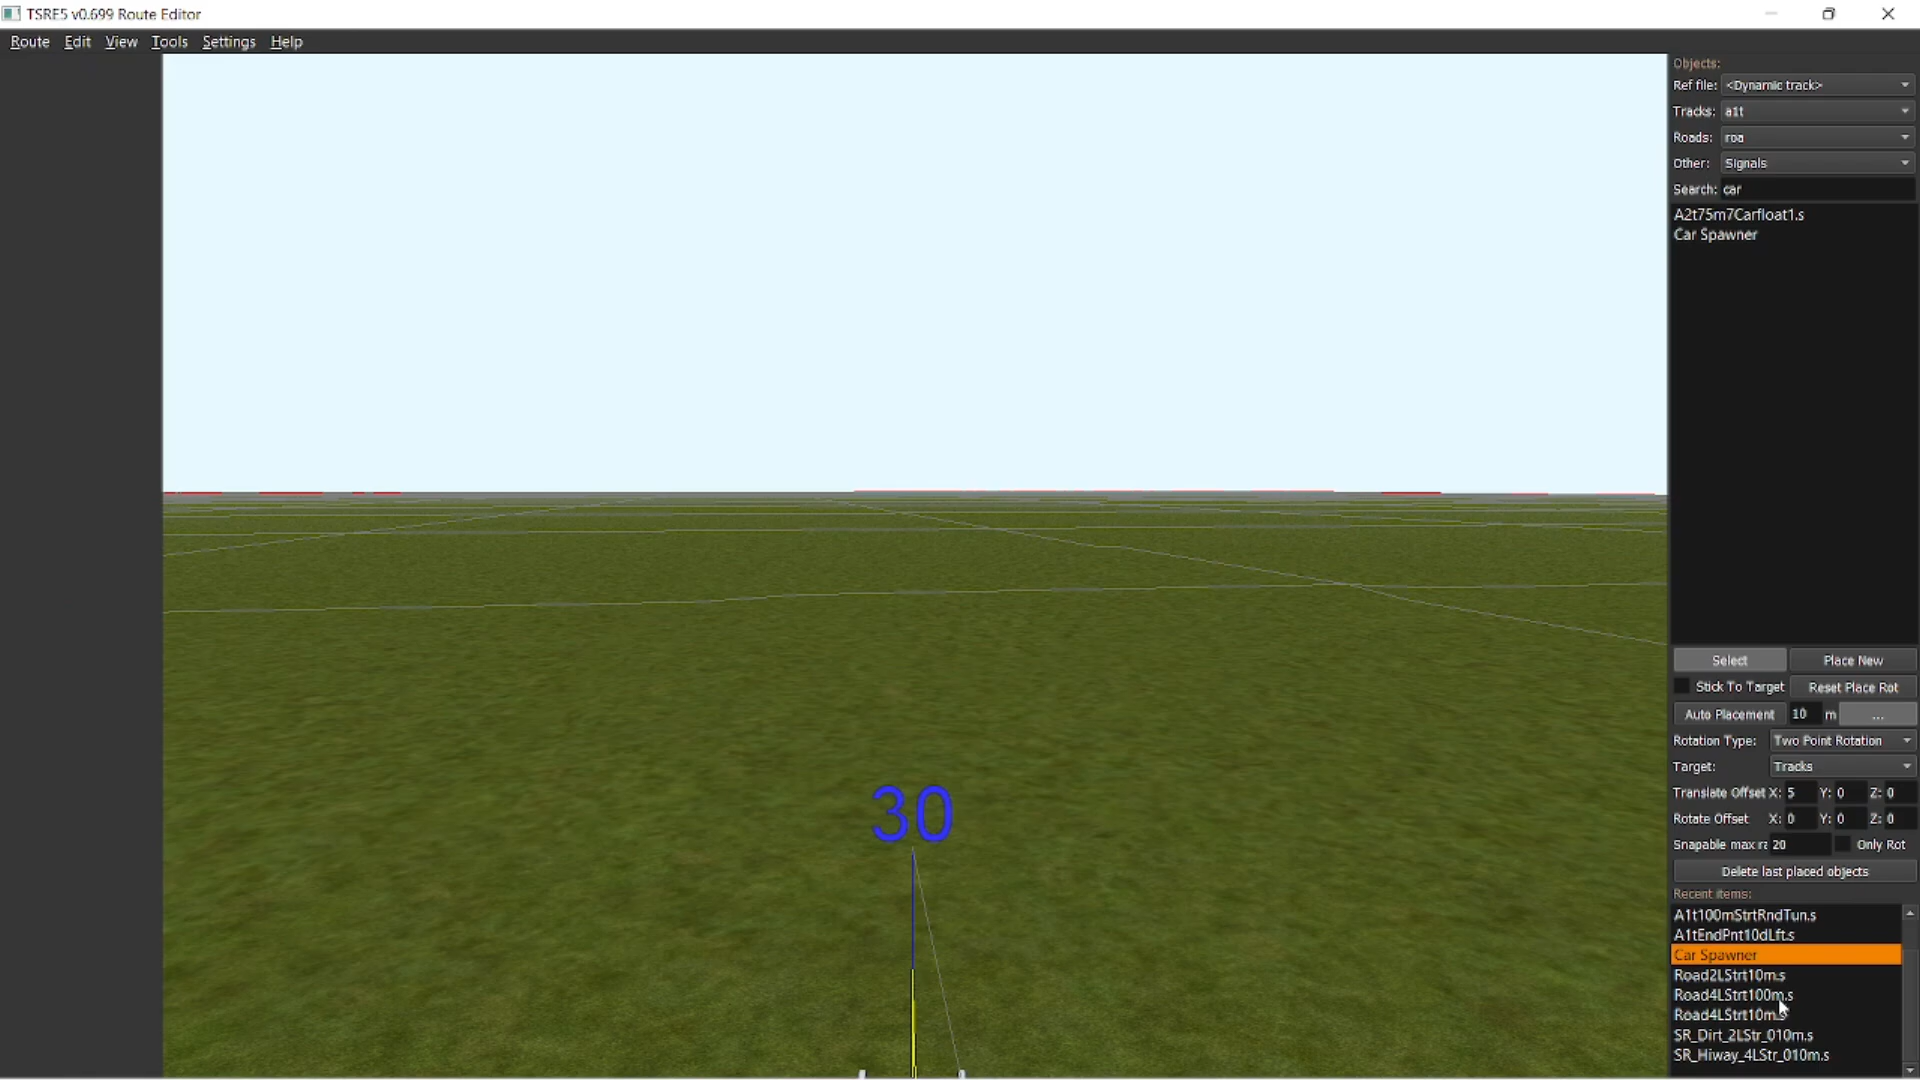 TSRE5 v0.699 Route Editor
Route Edit View Tools Settings Help
Objects:
Ref file: <Dynamic track>
Tracks: a1t
Roads: roa
Other: Signals
Search: car
A2t75m7Carfloat1.s
Car Spawner
30
Select Place New
Stick To Target Reset Place Rot
Auto Placement 10 m ...
Rotation Type: Two Point Rotation
Target: Tracks
Translate Offset X: 5 Y: 0 Z: 0
Rotate Offset X: 0 Y: 0 Z: 0
Snapable max ra 20 Only Rot
Delete last placed objects
Recent items:
A1t100mStrtRndTun.s
A1tEndPnt10dLft.s
Car Spawner
Road2LStrt10m.s
Road4LStrt100m.s
Road4LStrt10m.s
SR_Dirt_2LStr_010m.s
SR_Hiway_4LStr_010m.s